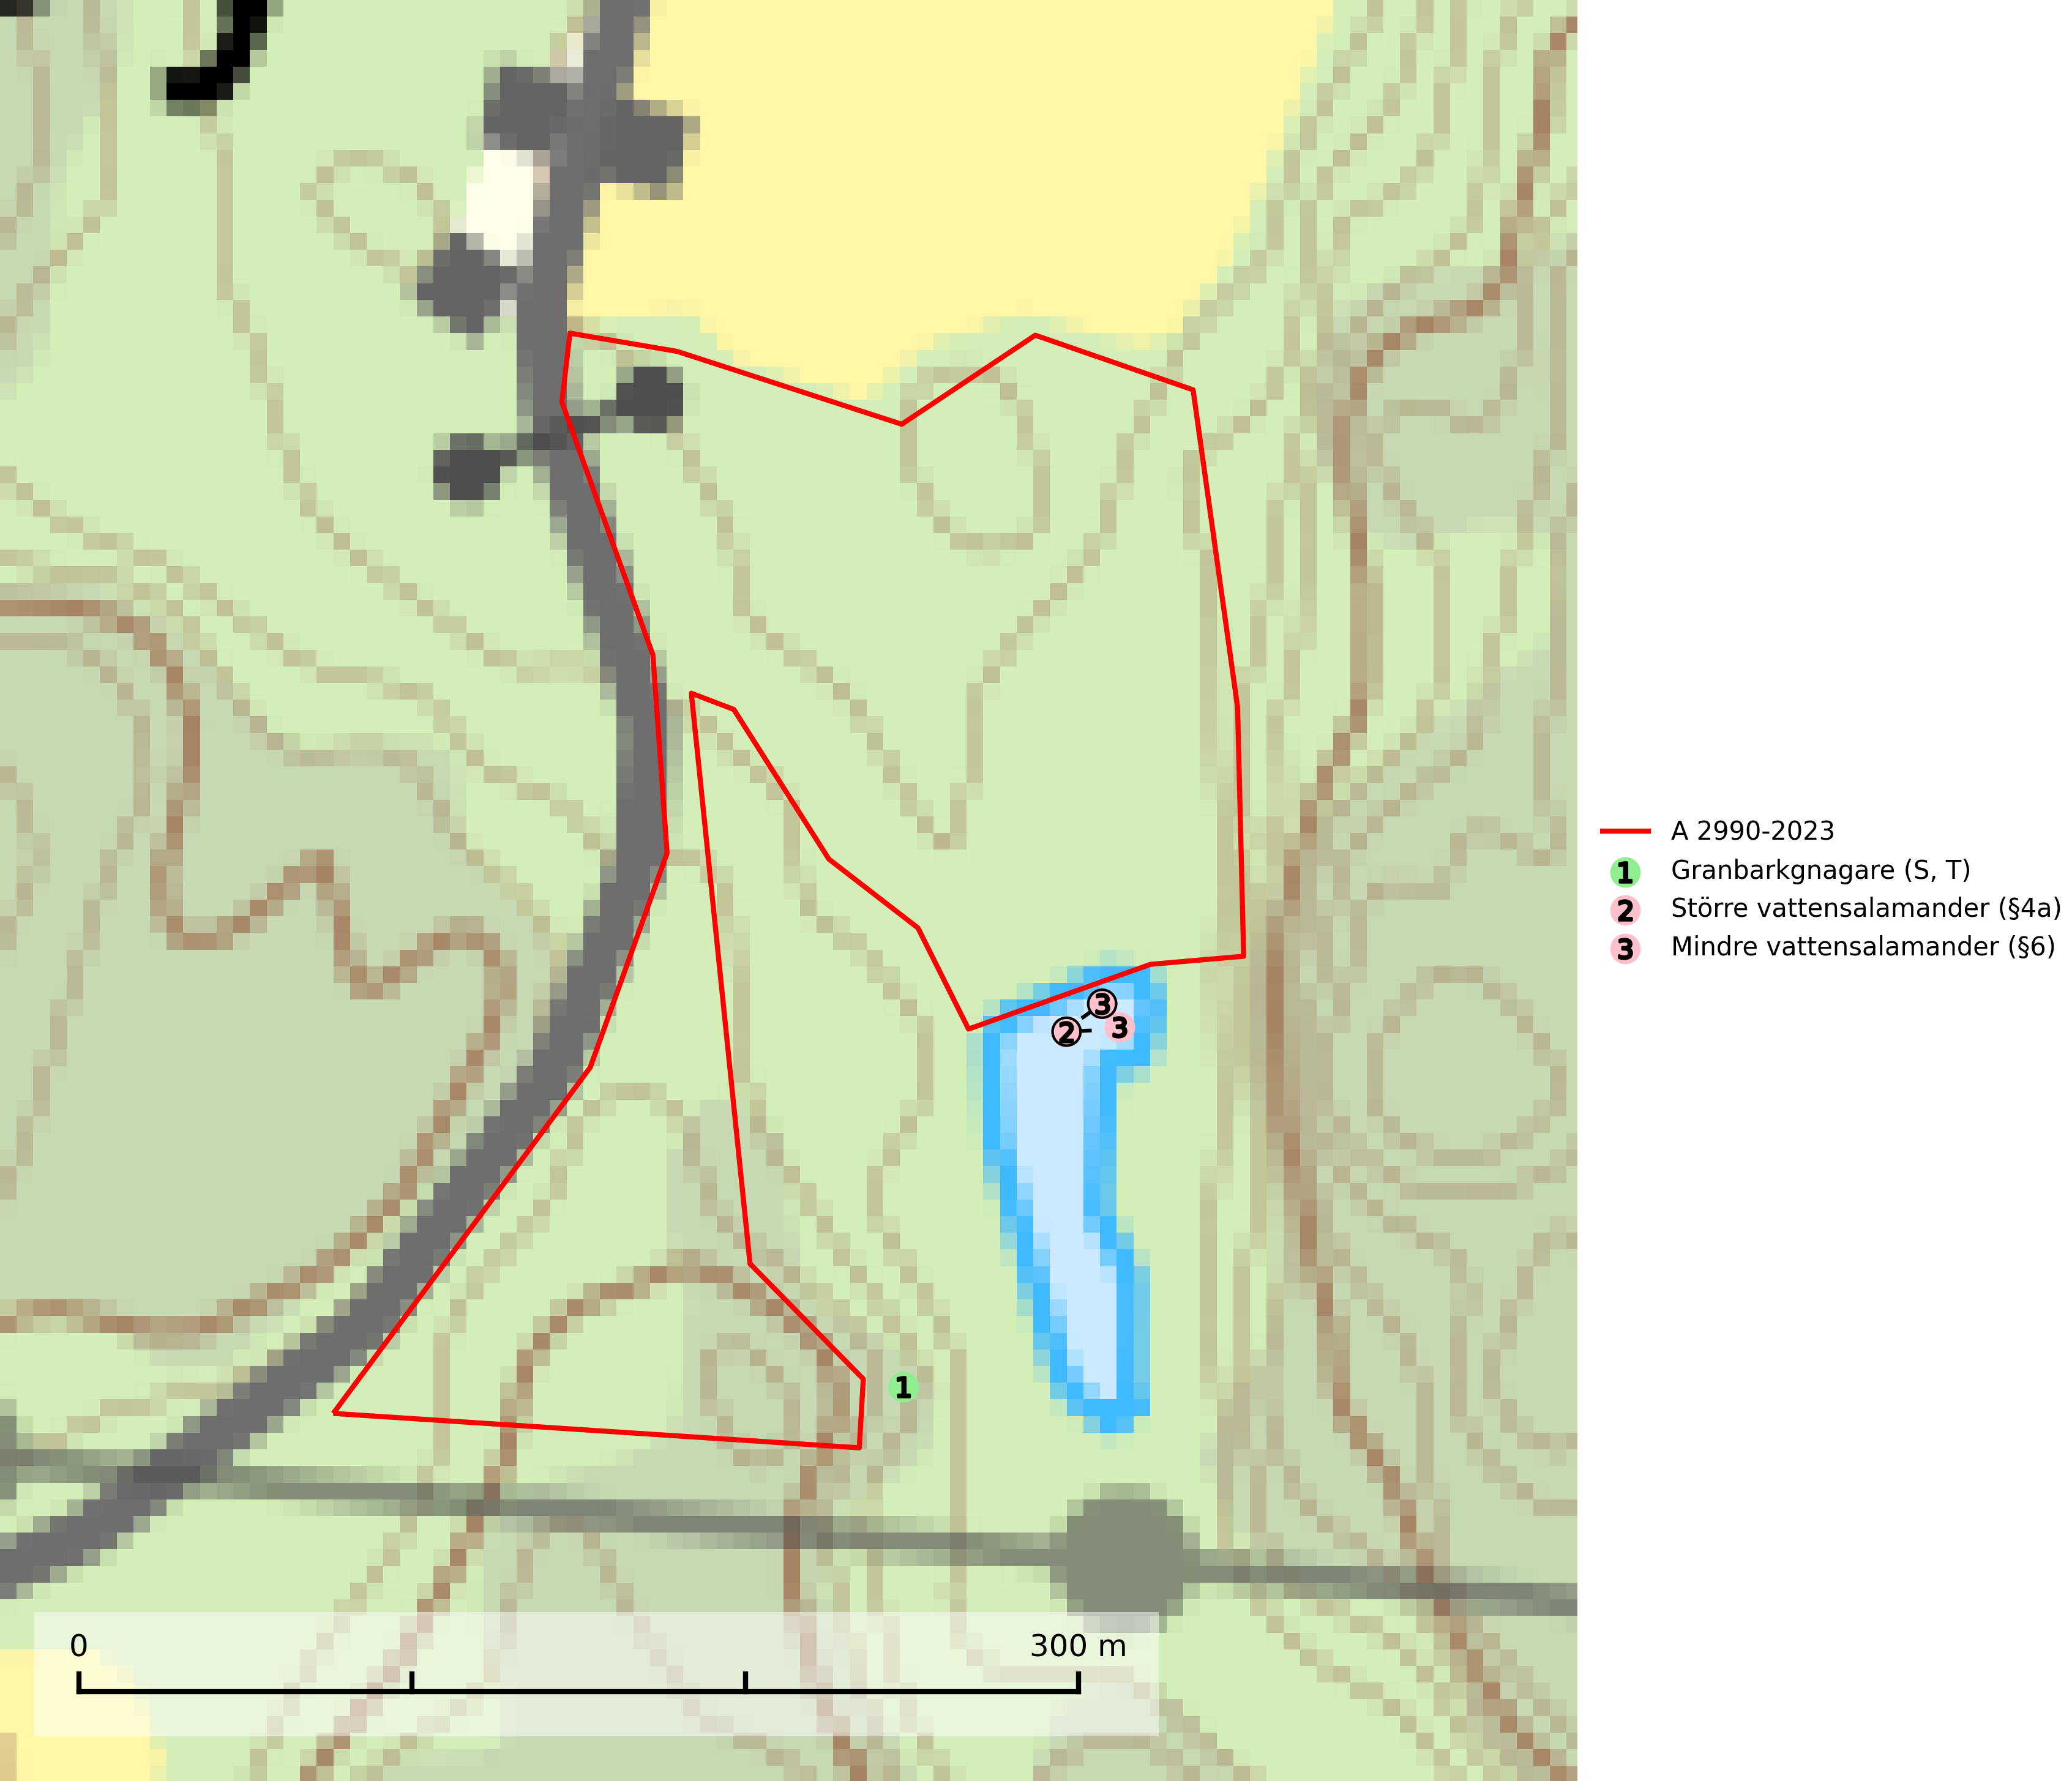 3
2 3
1
0 300 m
A 2990-2023
1 Granbarkgnagare (S, T)
2 Större vattensalamander (§4a)
3 Mindre vattensalamander (§6)